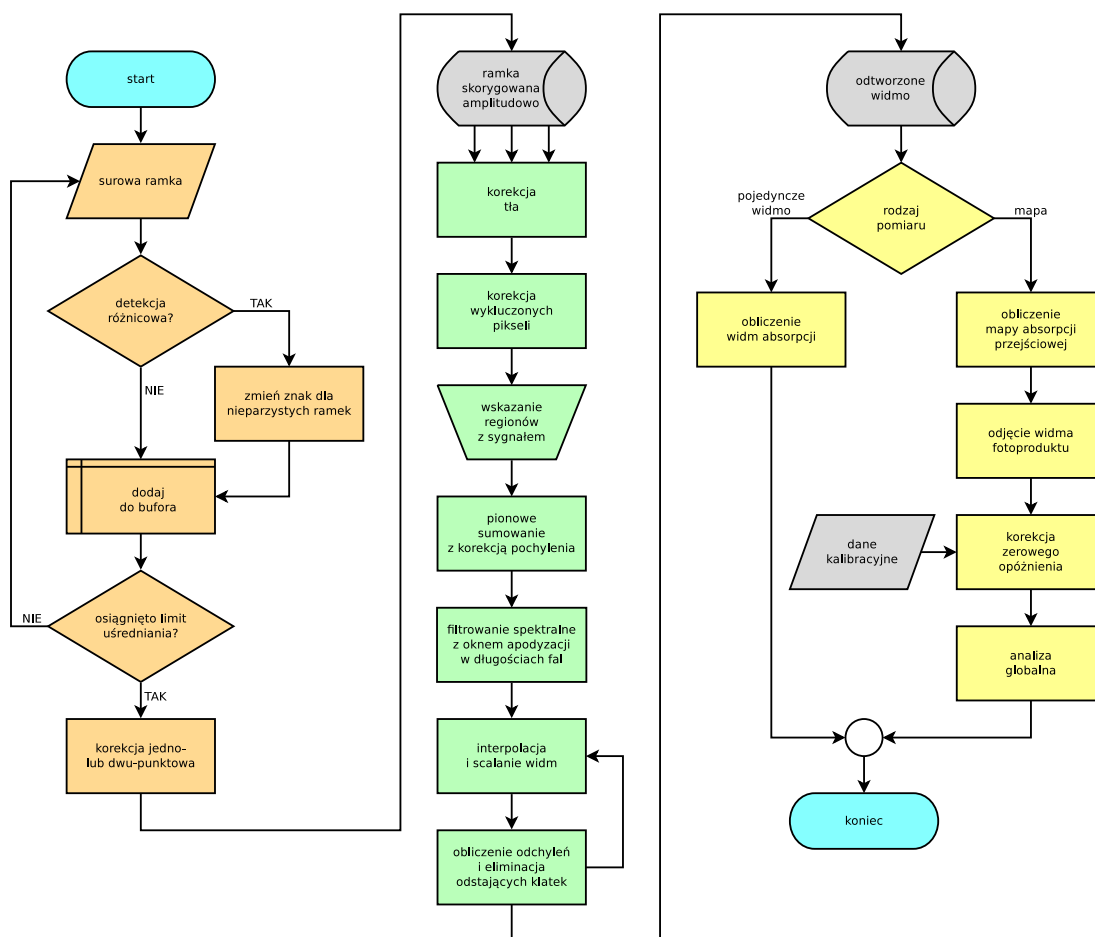 start
surowa ramka
detekcja
różnicowa?
TAK
NIE
zmień znak dla
nieparzystych ramek
dodaj
do bufora
osiągnięto limit
uśredniania?
NIE
TAK
korekcja jedno-
lub dwu-punktowa
ramka
skorygowana
amplitudowo
korekcja
tła
korekcja
wykluczonych
pikseli
wskazanie
regionów
z sygnałem
pionowe
sumowanie
z korekcją pochylenia
filtrowanie spektralne
z oknem apodyzacji
w długościach fal
interpolacja
i scalanie widm
obliczenie odchyleń
i eliminacja
odstających klatek
odtworzone
widmo
rodzaj
pomiaru
pojedyncze
widmo
mapa
obliczenie
widm absorpcji
obliczenie
mapy absorpcji
przejściowej
odjęcie widma
fotoproduktu
dane
kalibracyjne
korekcja
zerowego
opóźnienia
analiza
globalna
koniec